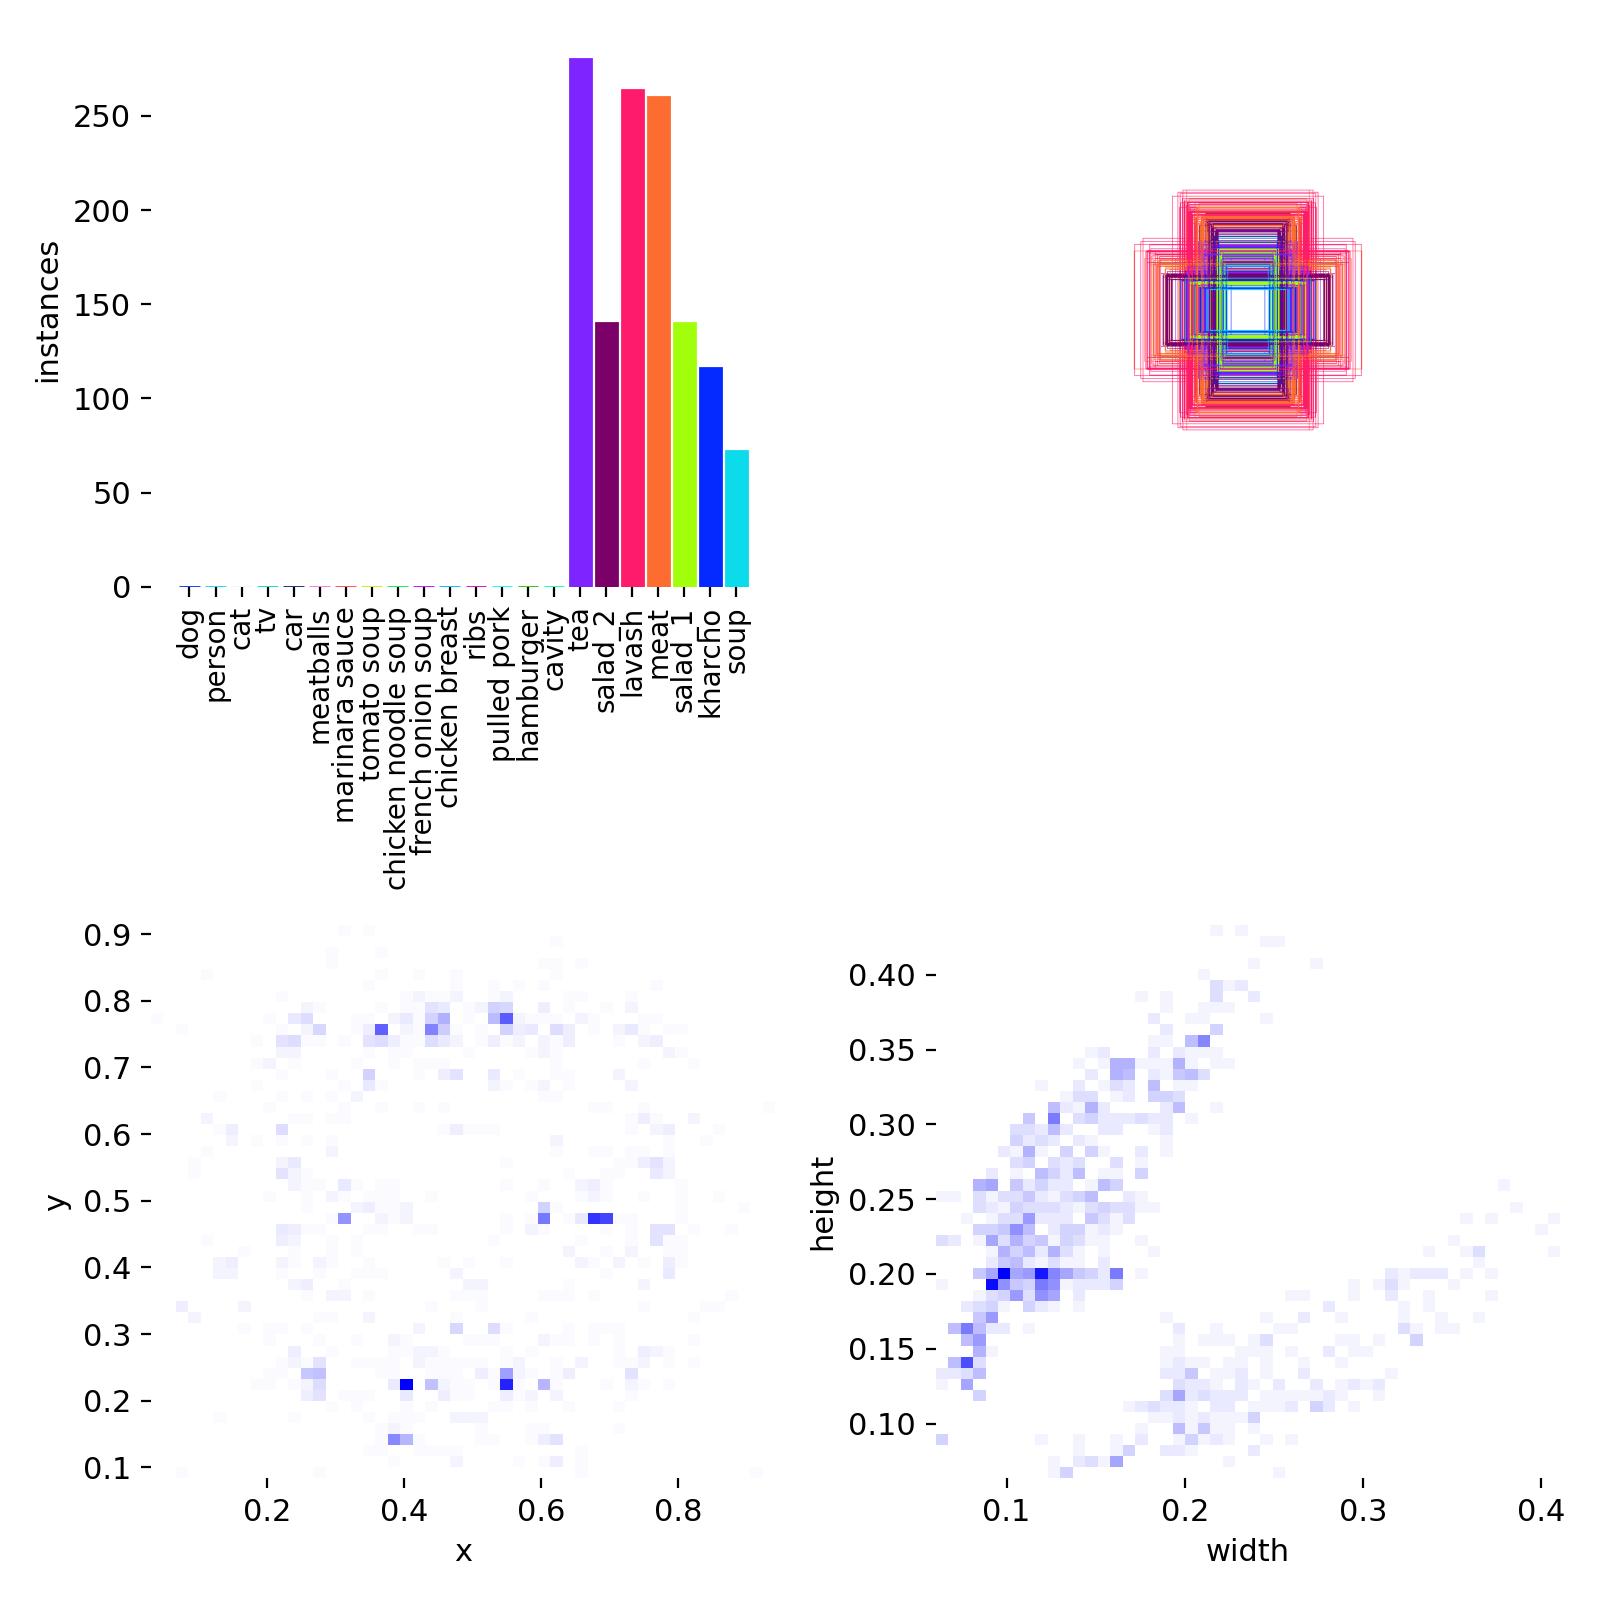 250
200
150
100
50
0
instances
dog
person
cat
tv
car
meatballs
marinara sauce
tomato soup
chicken noodle soup
french onion soup
chicken breast
ribs
pulled pork
hamburger
cavity
tea
salad_2
lavash
meat
salad_1
kharcho
soup
0.9
0.8
0.7
0.6
0.5
0.4
0.3
0.2
0.1
y
0.2 0.4 0.6 0.8
x
0.40
0.35
0.30
0.25
0.20
0.15
0.10
height
0.1 0.2 0.3 0.4
width